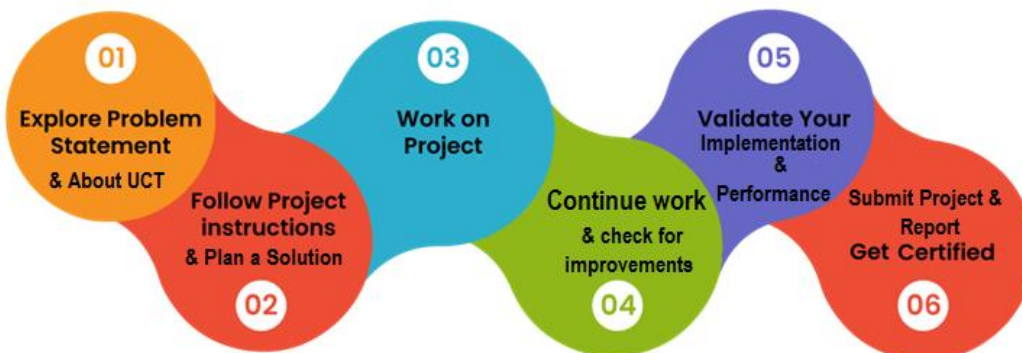 01
Explore Problem
Statement
& About UCT
Follow Project
instructions
& Plan a Solution
02
03
Work on
Project
Continue work
& check for
improvements
04
05
Validate Your
Implementation
&
Performance
Submit Project &
Report
Get Certified
06